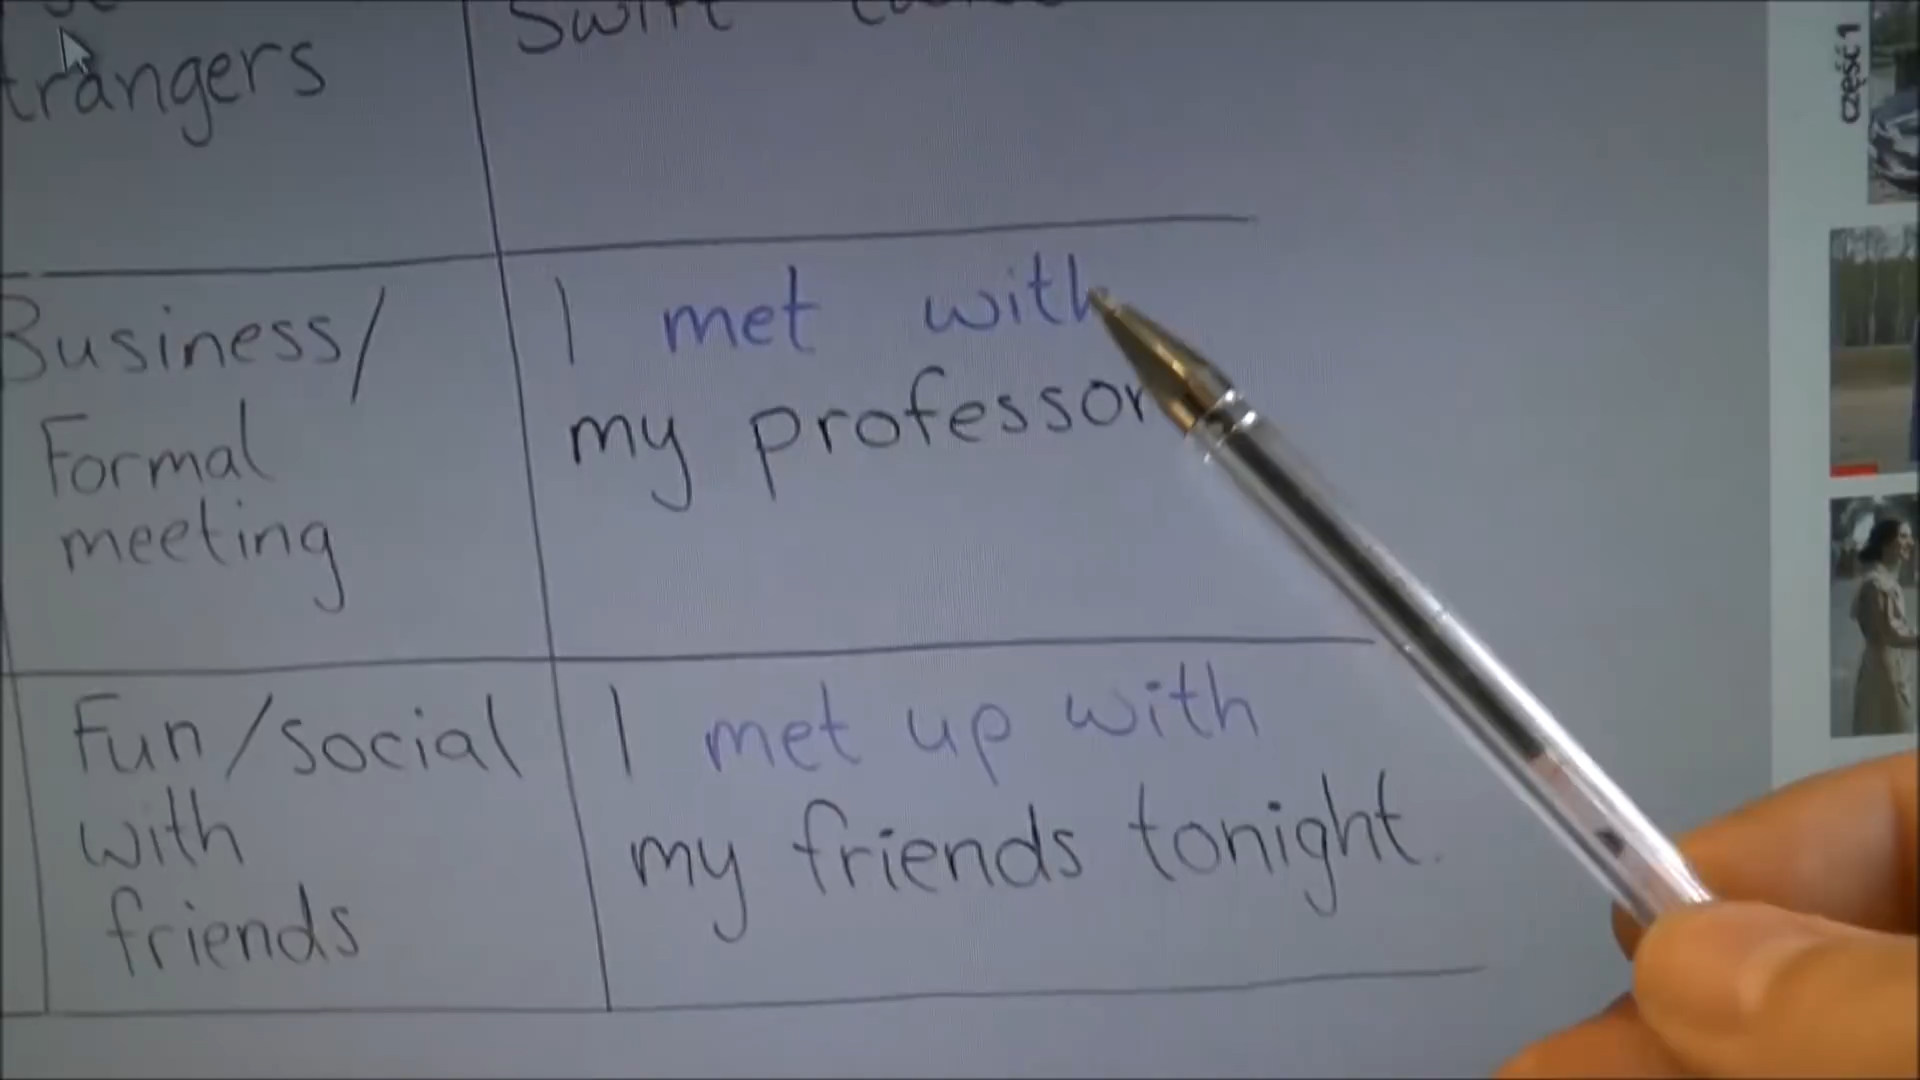 trangers
Swift
Business/
Formal
meeting
I met with
my professor
Fun/social
with
friends
I met up with
my friends tonight.
część 1